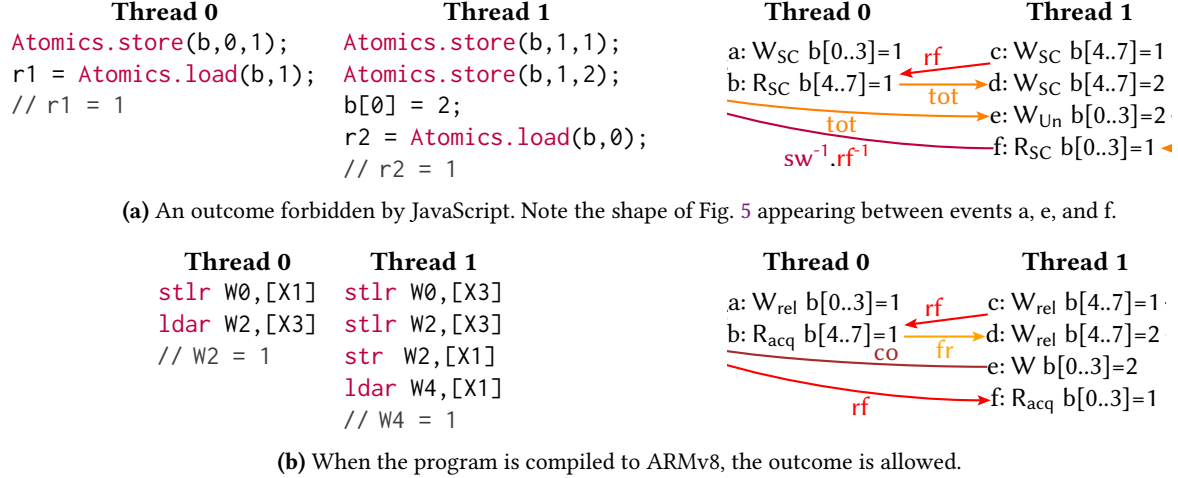 Thread 0
Atomics.store(b,0,1);
r1 = Atomics.load(b,1);
// r1 = 1
Thread 1
Atomics.store(b,1,1);
Atomics.store(b,1,2);
b[0] = 2;
r2 = Atomics.load(b,0);
// r2 = 1
Thread 0
a: W_SC b[0..3]=1
b: R_SC b[4..7]=1
Thread 1
c: W_SC b[4..7]=1
d: W_SC b[4..7]=2
e: W_Un b[0..3]=2
f: R_SC b[0..3]=1
rf
tot
tot
sw^-1,rf^-1
(a) An outcome forbidden by JavaScript. Note the shape of Fig. 5 appearing between events a, e, and f.
Thread 0
stlr W0,[X1]
ldar W2,[X3]
// W2 = 1
Thread 1
stlr W0,[X3]
stlr W2,[X3]
str W2,[X1]
ldar W4,[X1]
// W4 = 1
Thread 0
a: W_rel b[0..3]=1
b: R_acq b[4..7]=1
Thread 1
c: W_rel b[4..7]=1
d: W_rel b[4..7]=2
e: W b[0..3]=2
f: R_acq b[0..3]=1
rf
fr
co
rf
(b) When the program is compiled to ARMv8, the outcome is allowed.